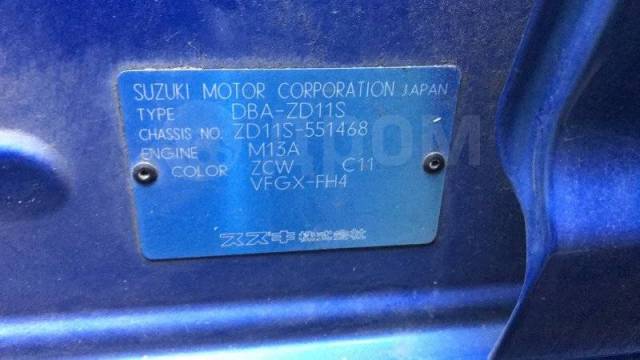 SUZUKI MOTOR CORPORATION JAPAN
TYPE DBA-ZD11S
CHASSIS NO. ZD11S-551468
ENGINE M13A
COLOR ZCW C11
VFGX-FH4
スズキ株式会社